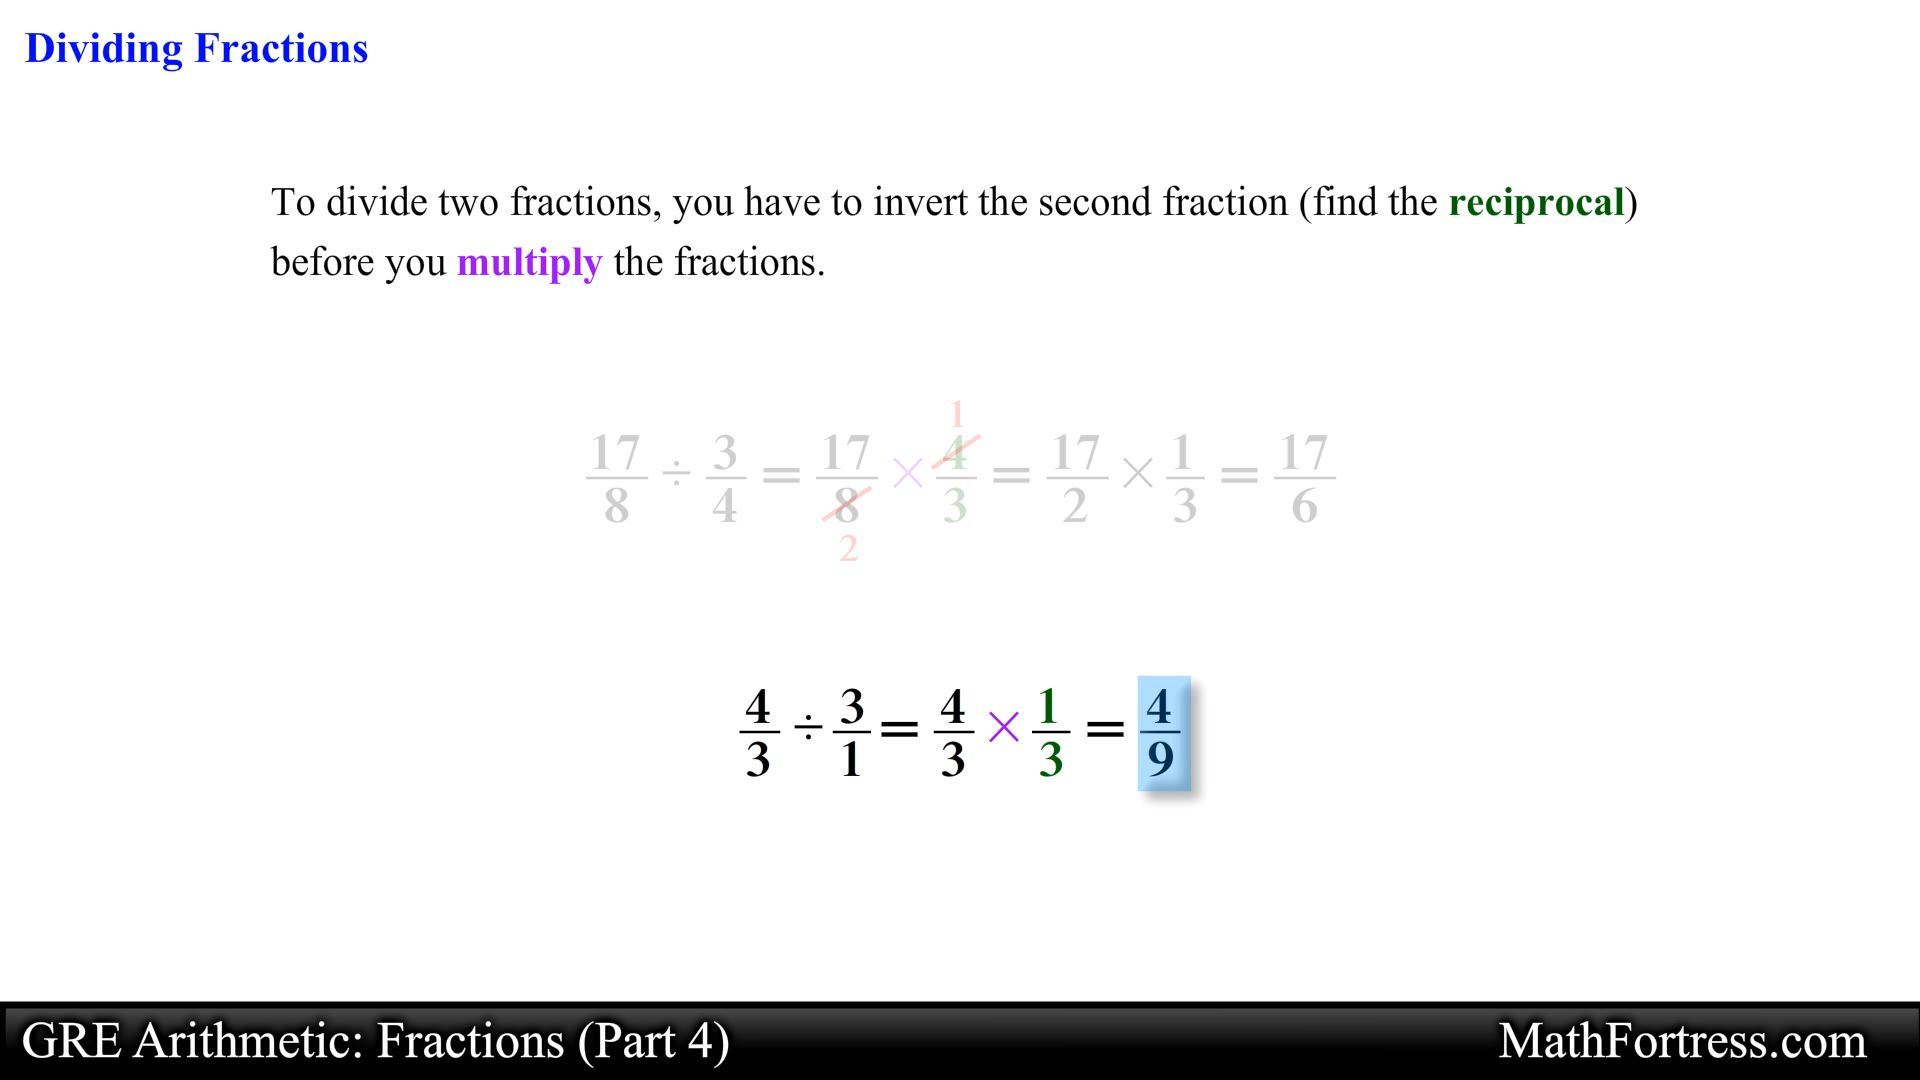 Dividing Fractions
To divide two fractions, you have to invert the second fraction (find the reciprocal)
before you multiply the fractions.
17/8 ÷ 3/4 = 17/8 × 4/3 = 17/2 × 1/3 = 17/6
1
2
4/3 ÷ 3/1 = 4/3 × 1/3 = 4/9
GRE Arithmetic: Fractions (Part 4)
MathFortress.com